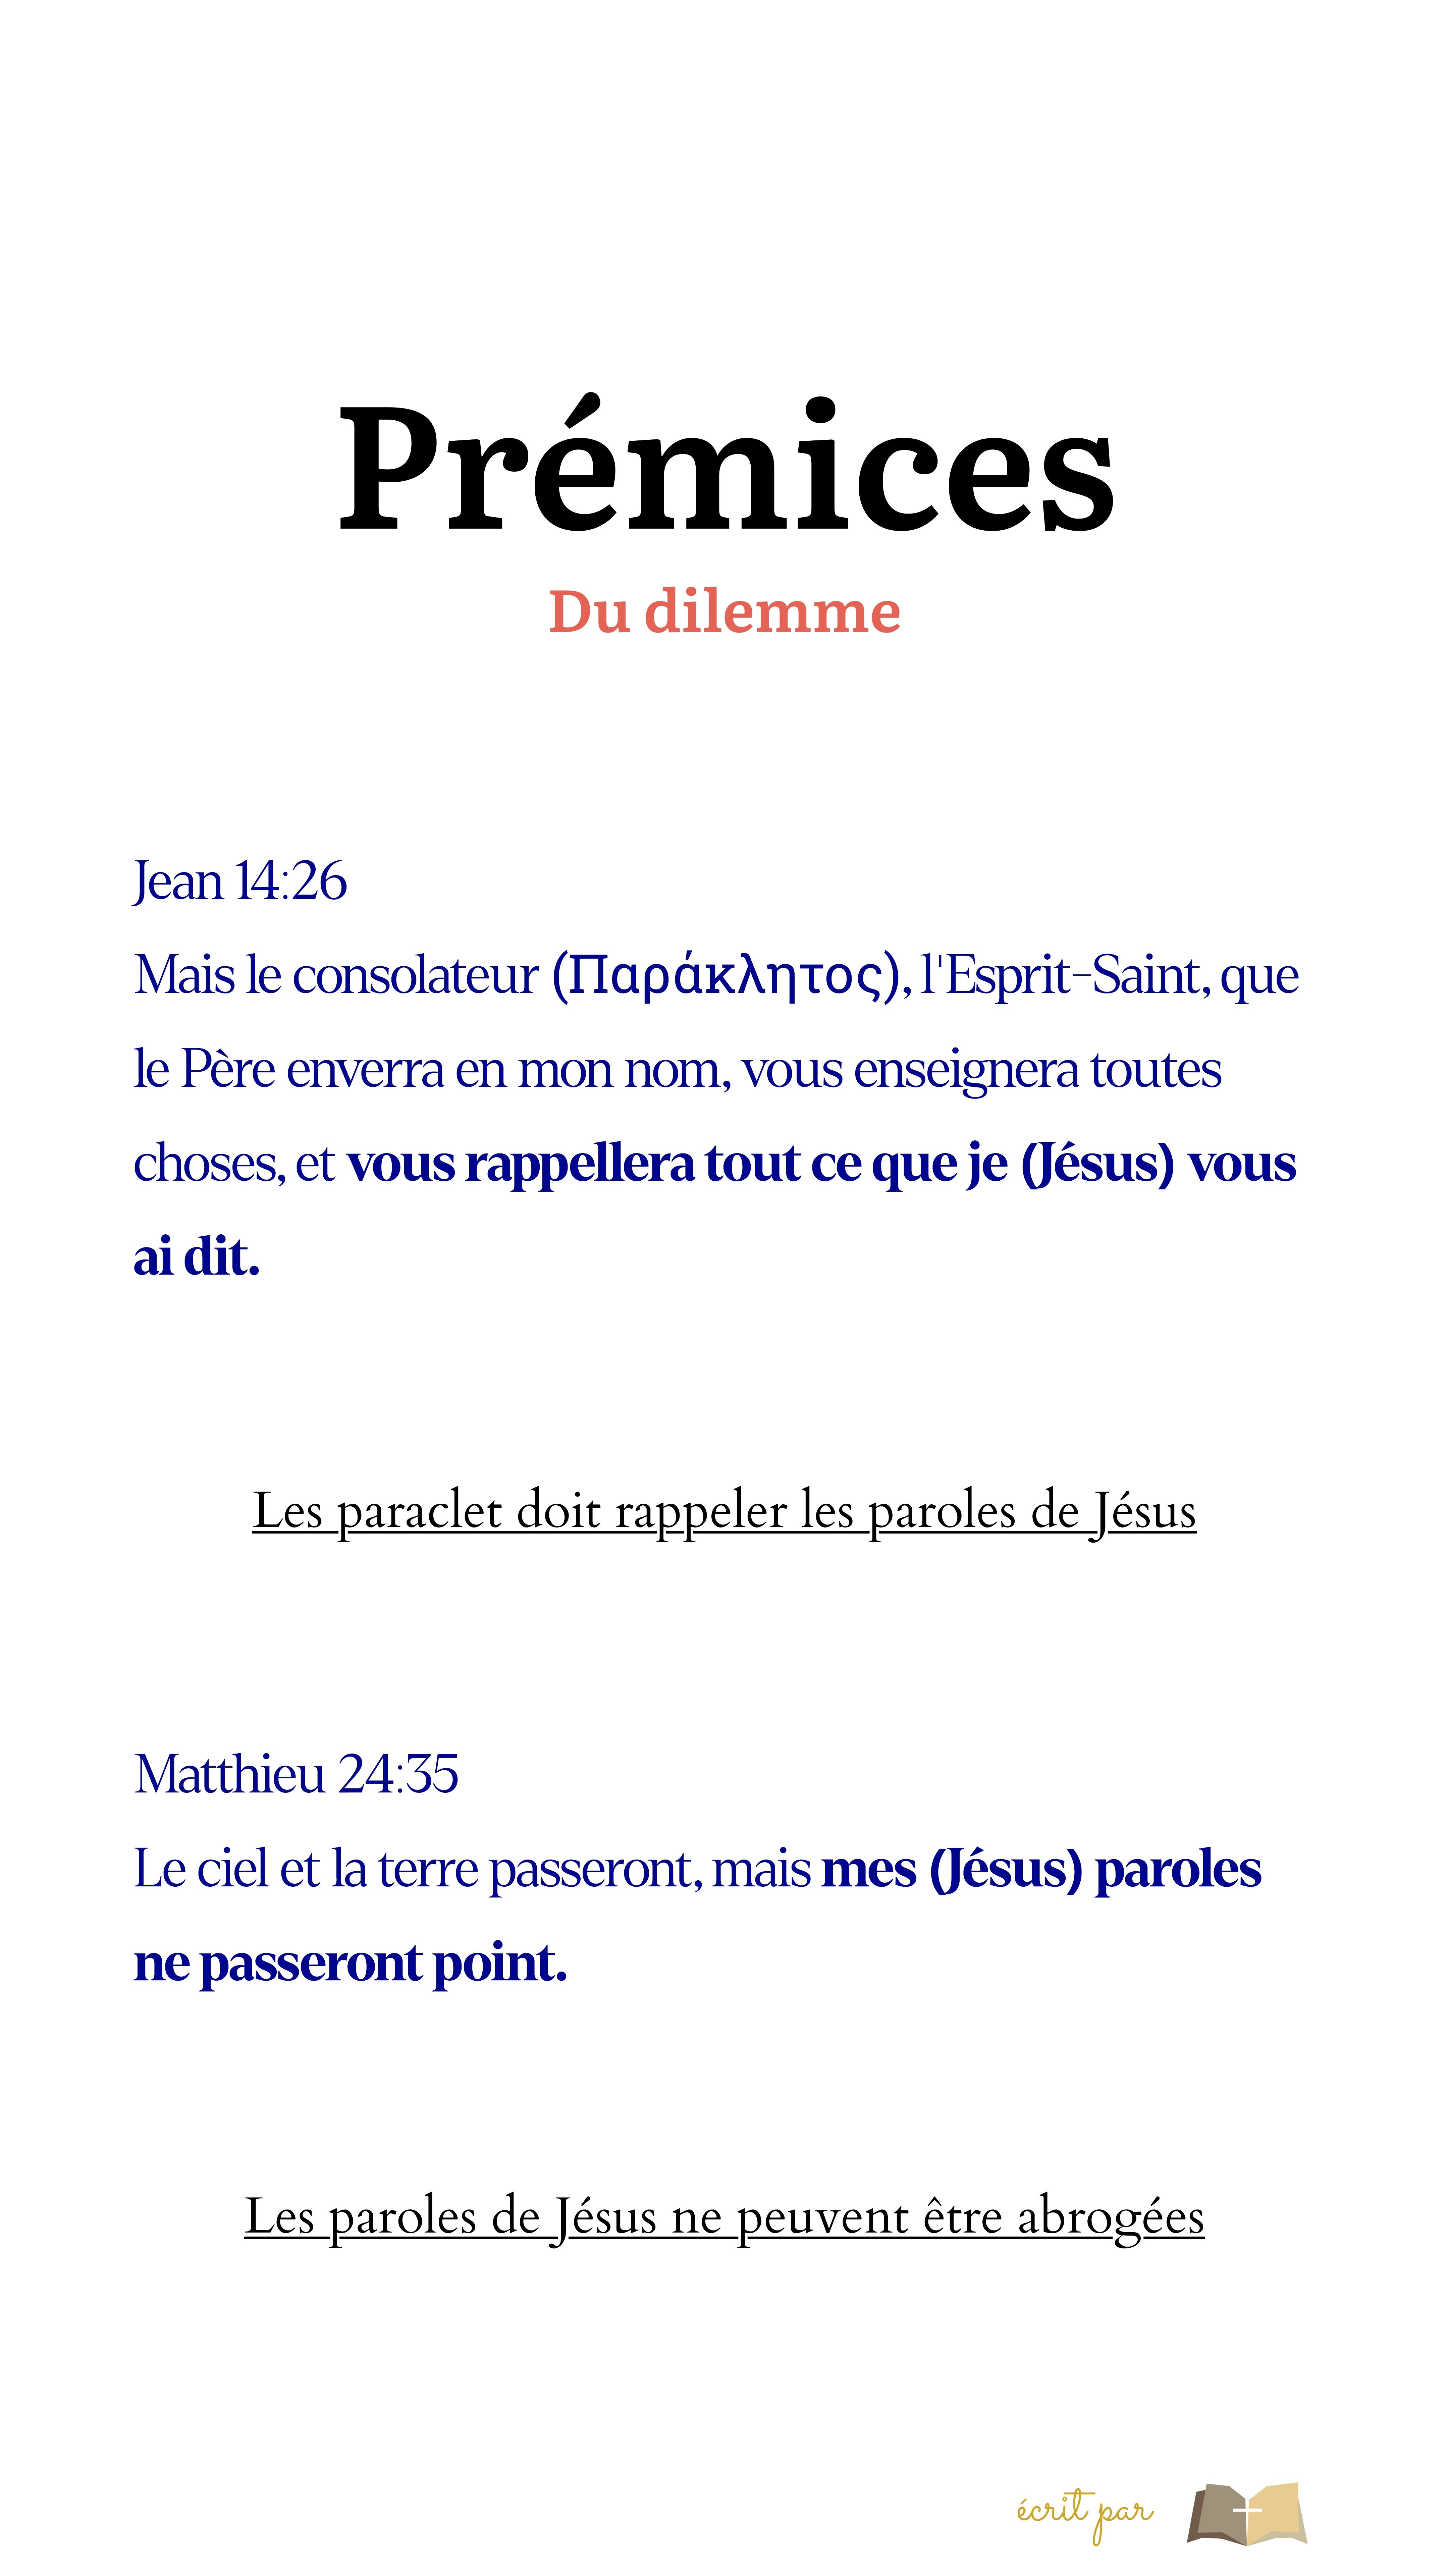 Prémices
Du dilemme
Jean 14:26
Mais le consolateur (Παράκλητος), l'Esprit-Saint, que
le Père enverra en mon nom, vous enseignera toutes
choses, et vous rappellera tout ce que je (Jésus) vous
ai dit.
Les paraclet doit rappeler les paroles de Jésus
Matthieu 24:35
Le ciel et la terre passeront, mais mes (Jésus) paroles
ne passeront point.
Les paroles de Jésus ne peuvent être abrogées
écrit par